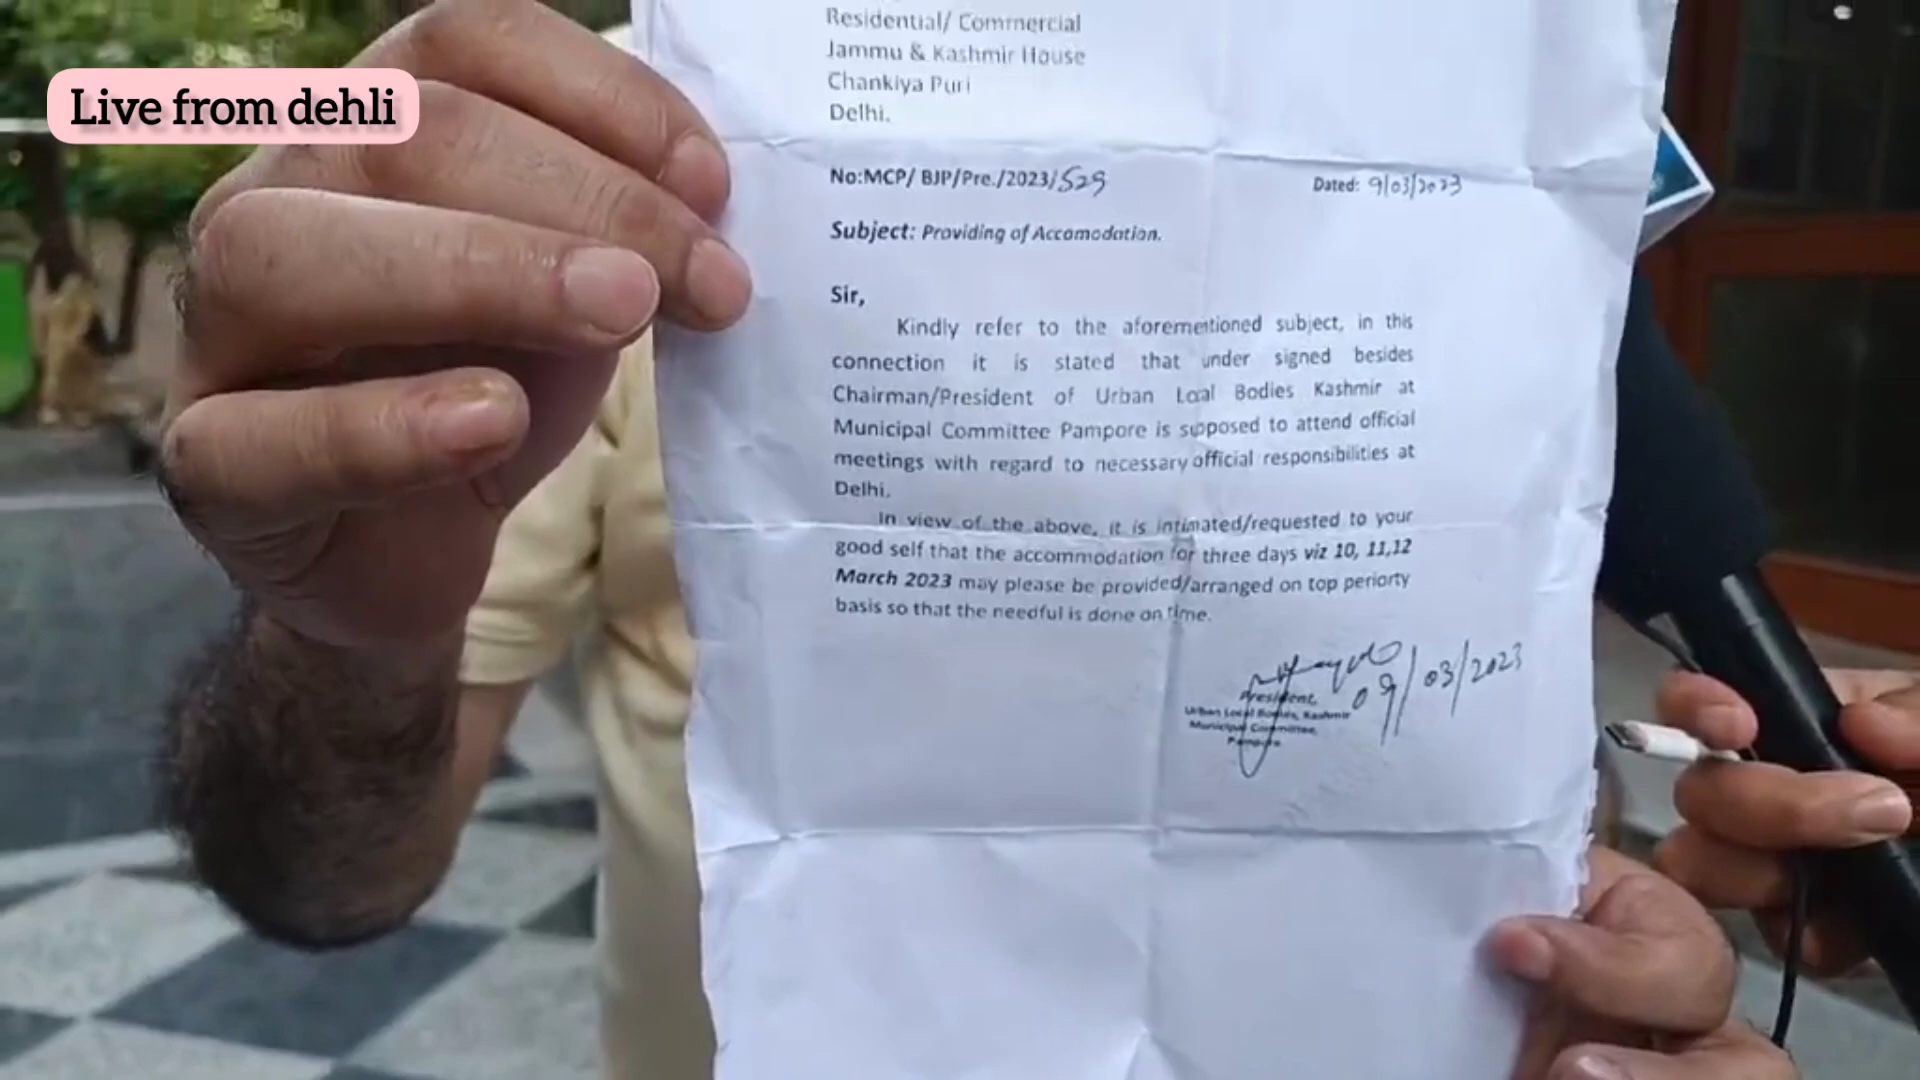 Live from dehli
Residential/ Commercial
Jammu & Kashmir House
Chankiya Puri
Delhi.
No:MCP/ BJP/Pre./2023/529
Dated: 9/03/2023
Subject: Providing of Accomodation.
Sir,
Kindly refer to the aforementioned subject, in this
connection it is stated that under signed besides
Chairman/President of Urban Local Bodies Kashmir at
Municipal Committee Pampore is supposed to attend official
meetings with regard to necessary official responsibilities at
Delhi.
In view of the above, it is intimated/requested to your
good self that the accommodation for three days viz 10, 11,12
March 2023 may please be provided/arranged on top periorty
basis so that the needful is done on time.
09/03/2023
President,
Urban Local Bodies, Kashmir
Municipal Committee,
Pampore